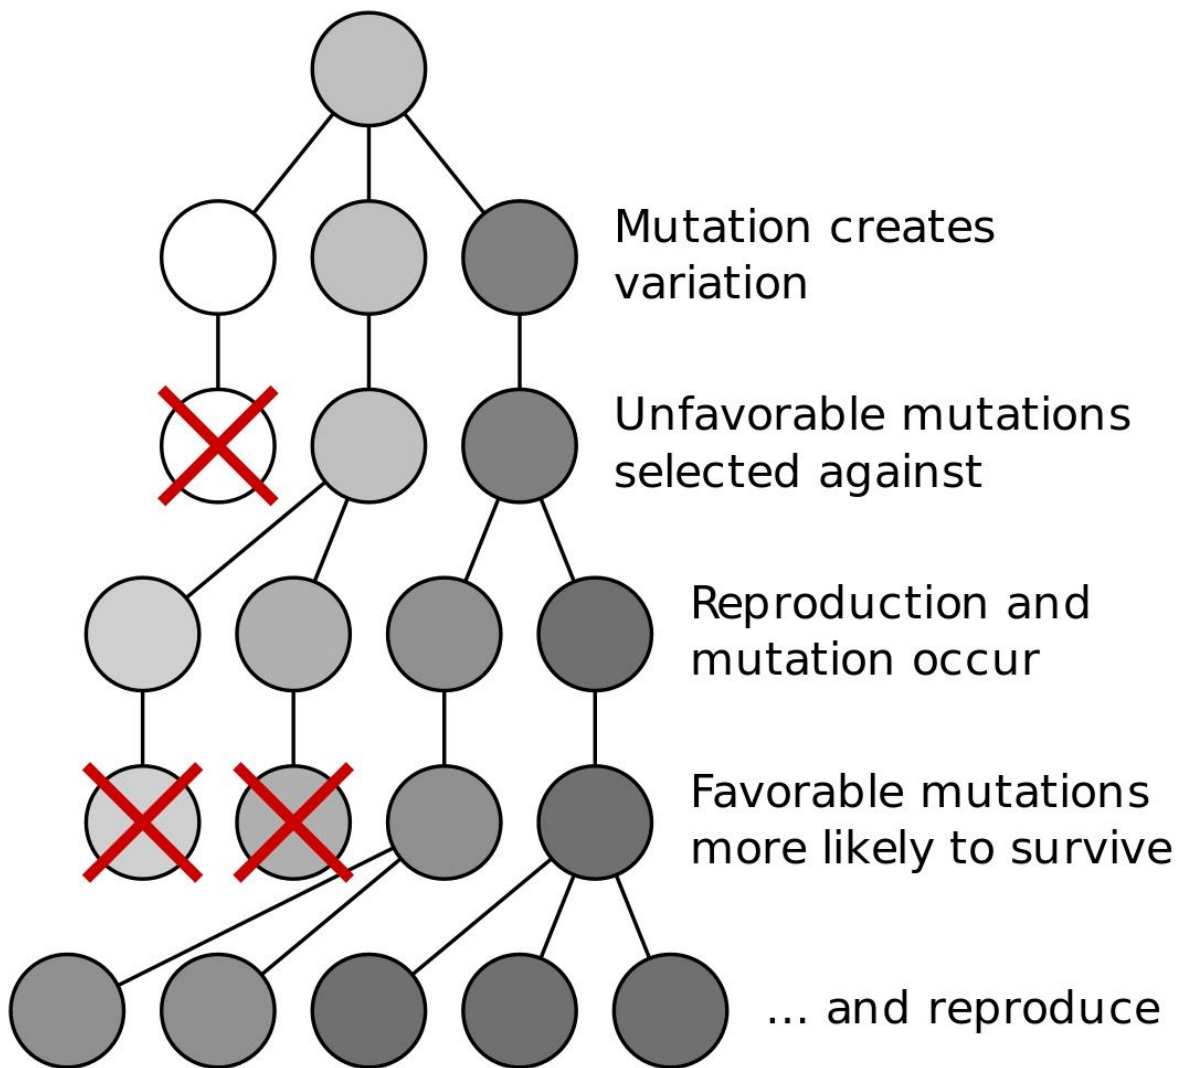 Mutation creates
variation
Unfavorable mutations
selected against
Reproduction and
mutation occur
Favorable mutations
more likely to survive
... and reproduce